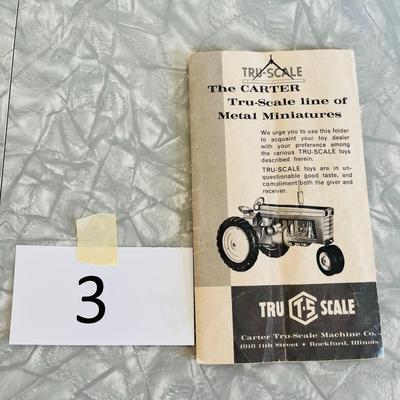 TRU-SCALE
The CARTER
Tru-Scale line of
Metal Miniatures
We urge you to use this folder
to acquaint your toy dealer
with your preference among
the various TRU-SCALE toys
described herein.
TRU-SCALE toys are in un-
questionable good taste, and
compliment both the giver and
receiver.
TRU T-S SCALE
Carter Tru-Scale Machine Co.
1916 11th Street • Rockford, Illinois
3